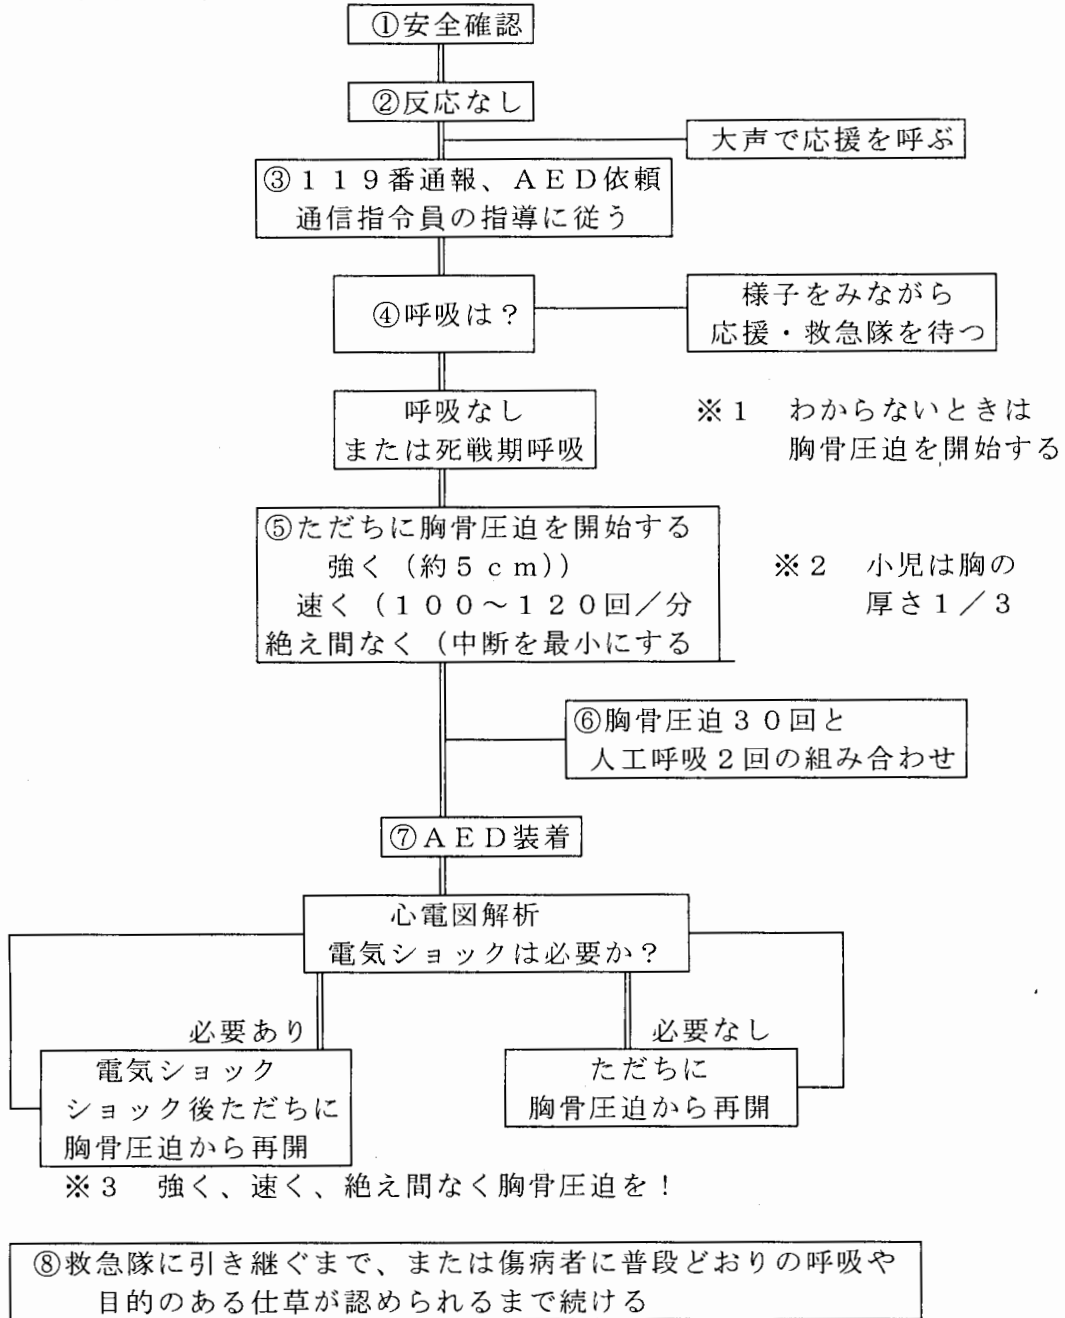 ①安全確認
②反応なし
大声で応援を呼ぶ
③119番通報、AED依頼
通信指令員の指導に従う
④呼吸は?
様子をみながら
応援・救急隊を待つ
呼吸なし
または死戦期呼吸
※1 わからないときは
胸骨圧迫を開始する
⑤ただちに胸骨圧迫を開始する
強く(約5cm))
速く(100~120回/分
絶え間なく(中断を最小にする
※2 小児は胸の
厚さ1/3
⑥胸骨圧迫30回と
人工呼吸2回の組み合わせ
⑦AED装着
心電図解析
電気ショックは必要か?
必要あり
電気ショック
ショック後ただちに
胸骨圧迫から再開
必要なし
ただちに
胸骨圧迫から再開
※3 強く、速く、絶え間なく胸骨圧迫を!
⑧救急隊に引き継ぐまで、または傷病者に普段どおりの呼吸や
目的のある仕草が認められるまで続ける